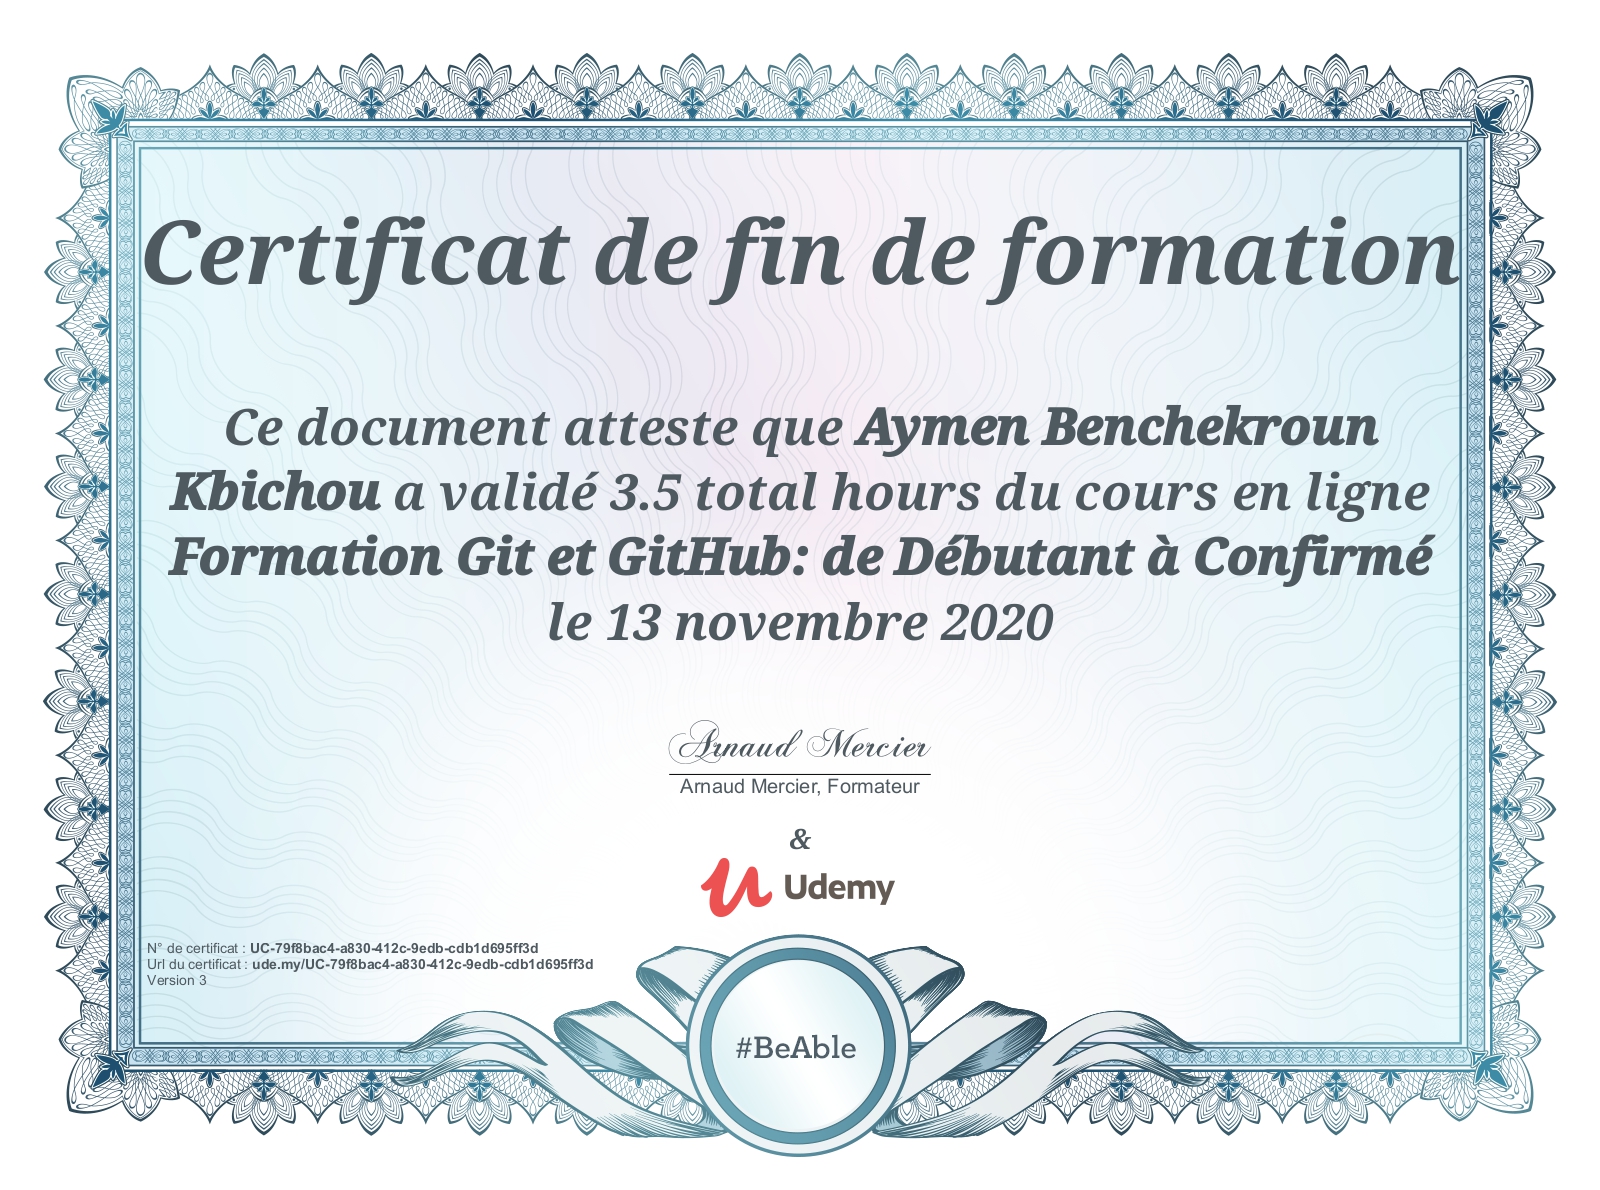 Certificat de fin de formation
Ce document atteste que Aymen Benchekroun
Kbichou a validé 3.5 total hours du cours en ligne
Formation Git et GitHub: de Débutant à Confirmé
le 13 novembre 2020
Arnaud Mercier
Arnaud Mercier, Formateur
&
Udemy
N° de certificat : UC-79f8bac4-a830-412c-9edb-cdb1d695ff3d
Url du certificat : ude.my/UC-79f8bac4-a830-412c-9edb-cdb1d695ff3d
Version 3
#BeAble